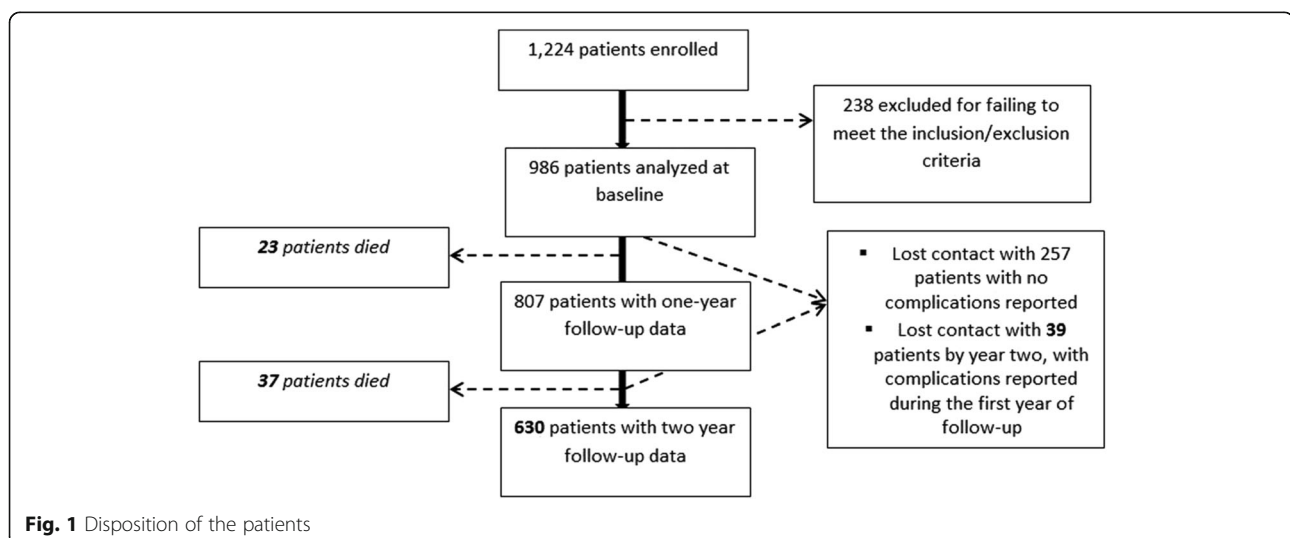 1,224 patients enrolled
238 excluded for failing to
meet the inclusion/exclusion
criteria
986 patients analyzed at
baseline
23 patients died
▪ Lost contact with 257
patients with no
complications reported
▪ Lost contact with 39
patients by year two, with
complications reported
during the first year of
follow-up
807 patients with one-year
follow-up data
37 patients died
630 patients with two year
follow-up data
Fig. 1 Disposition of the patients